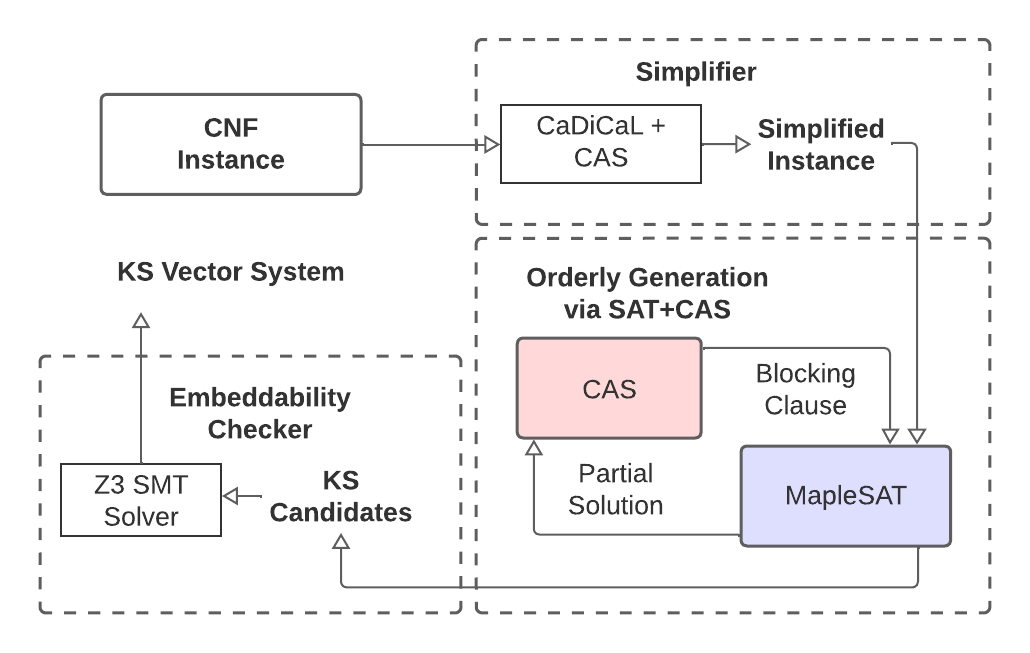 CNF
Instance
Simplifier
CaDiCaL +
CAS
Simplified
Instance
KS Vector System
Orderly Generation
via SAT+CAS
CAS
Blocking
Clause
Partial
Solution
MapleSAT
Embeddability
Checker
Z3 SMT
Solver
KS
Candidates